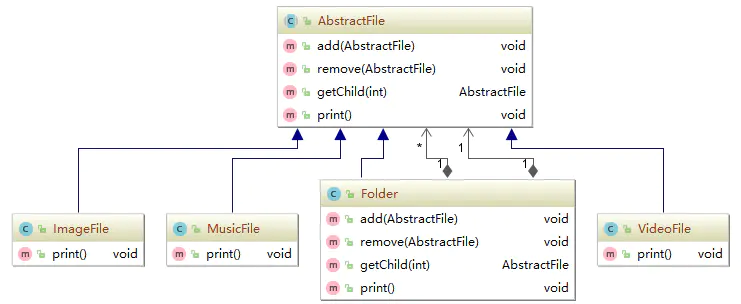 AbstractFile
add(AbstractFile) void
remove(AbstractFile) void
getChild(int) AbstractFile
print() void
* 1 1 1
ImageFile
print() void
MusicFile
print() void
Folder
add(AbstractFile) void
remove(AbstractFile) void
getChild(int) AbstractFile
print() void
VideoFile
print() void